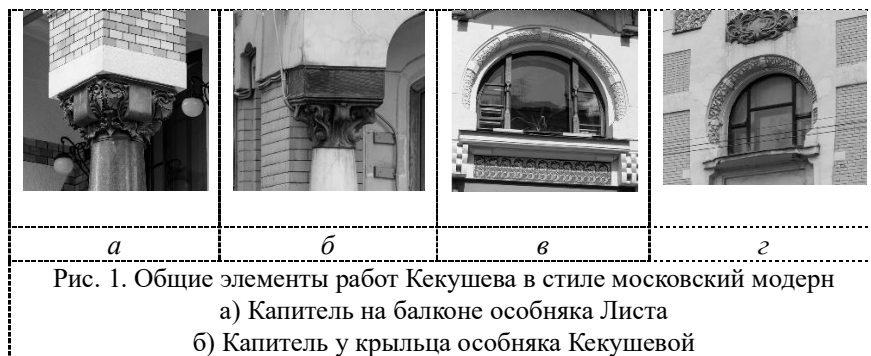 а б в г
Рис. 1. Общие элементы работ Кекушева в стиле московский модерн
а) Капитель на балконе особняка Листа
б) Капитель у крыльца особняка Кекушевой